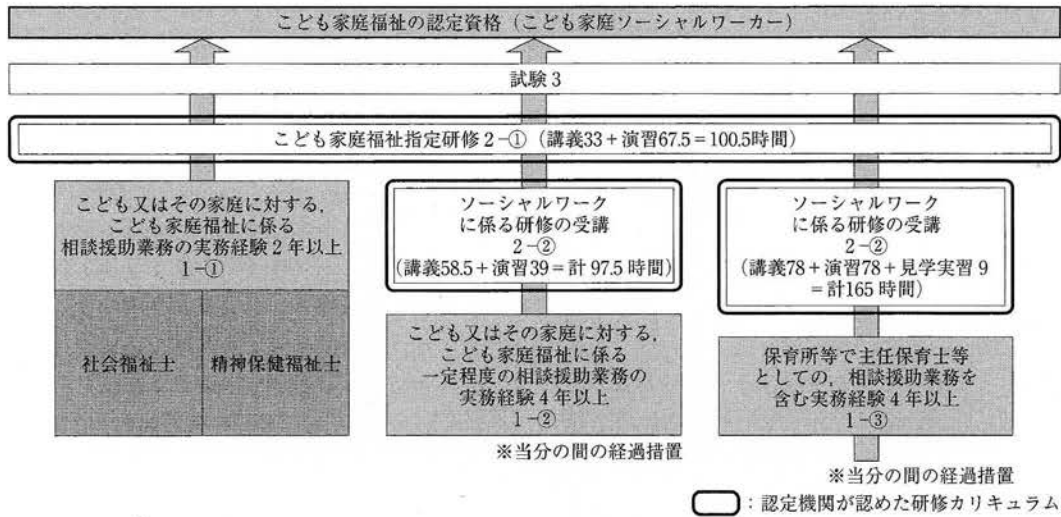 こども家庭福祉の認定資格（こども家庭ソーシャルワーカー）
試験3
こども家庭福祉指定研修2-①（講義33＋演習67.5＝100.5時間）
こども又はその家庭に対する，
こども家庭福祉に係る
相談援助業務の実務経験2年以上
1-①
社会福祉士
精神保健福祉士
ソーシャルワーク
に係る研修の受講
2-②
（講義58.5＋演習39＝計97.5時間）
こども又はその家庭に対する，
こども家庭福祉に係る
一定程度の相談援助業務の
実務経験4年以上
1-②
※当分の間の経過措置
ソーシャルワーク
に係る研修の受講
2-②
（講義78＋演習78＋見学実習9
＝計165時間）
保育所等で主任保育士等
としての，相談援助業務を
含む実務経験4年以上
1-③
※当分の間の経過措置
：認定機関が認めた研修カリキュラム